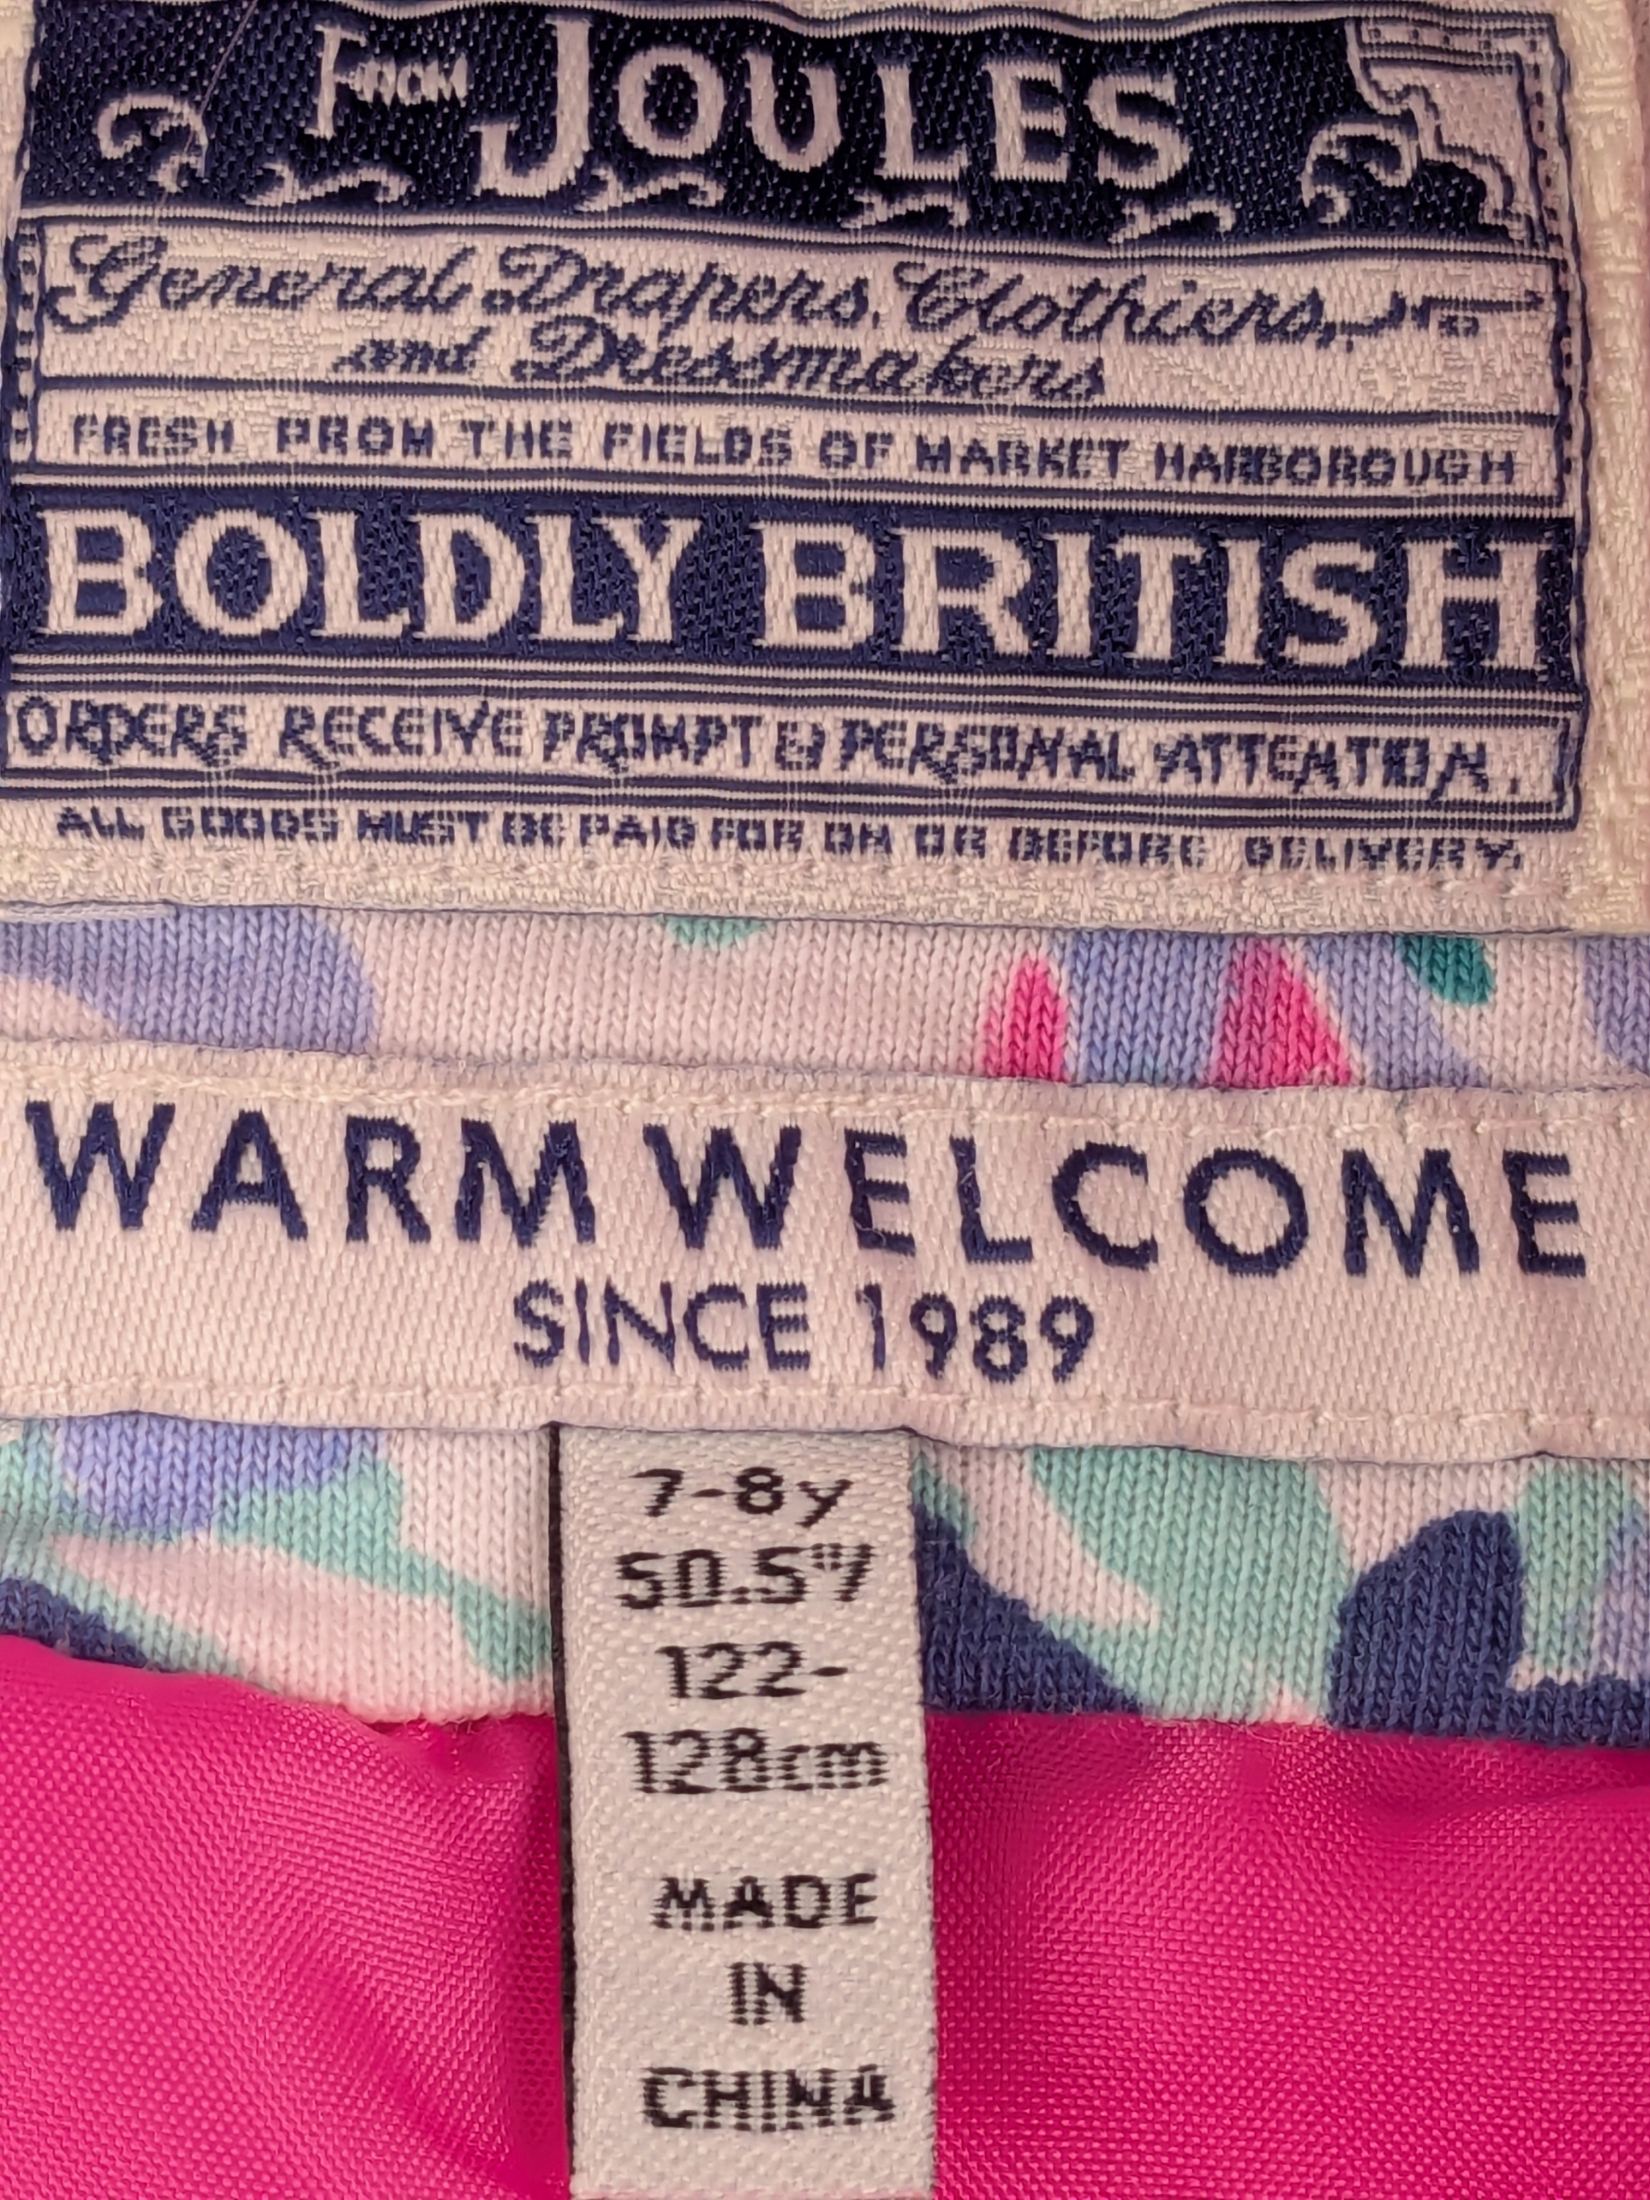 From JOULES
General Drapers, Clothiers,
and Dressmakers
FRESH FROM THE FIELDS OF MARKET HARBOROUGH
BOLDLY BRITISH
ORDERS RECEIVE PROMPT & PERSONAL ATTENTION.
ALL GOODS MUST BE PAID FOR ON OR BEFORE DELIVERY.
WARM WELCOME
SINCE 1989
7-8y
50.5"/
122-
128cm
MADE
IN
CHINA